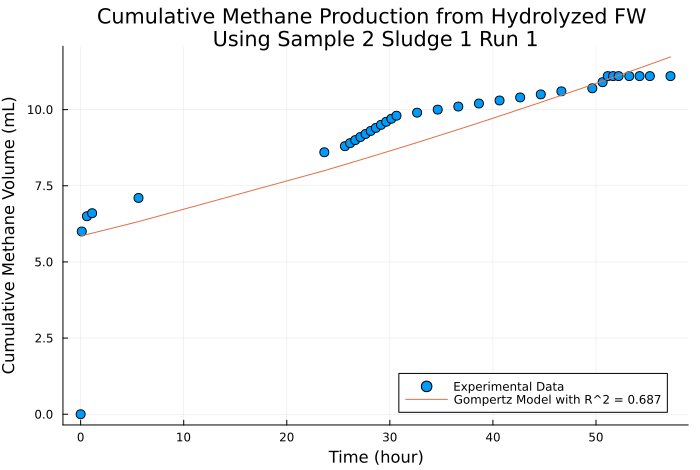 Cumulative Methane Production from Hydrolyzed FW
Using Sample 2 Sludge 1 Run 1
Cumulative Methane Volume (mL)
10.0
7.5
5.0
2.5
0.0
Experimental Data
Gompertz Model with R^2 = 0.687
0 10 20 30 40 50
Time (hour)